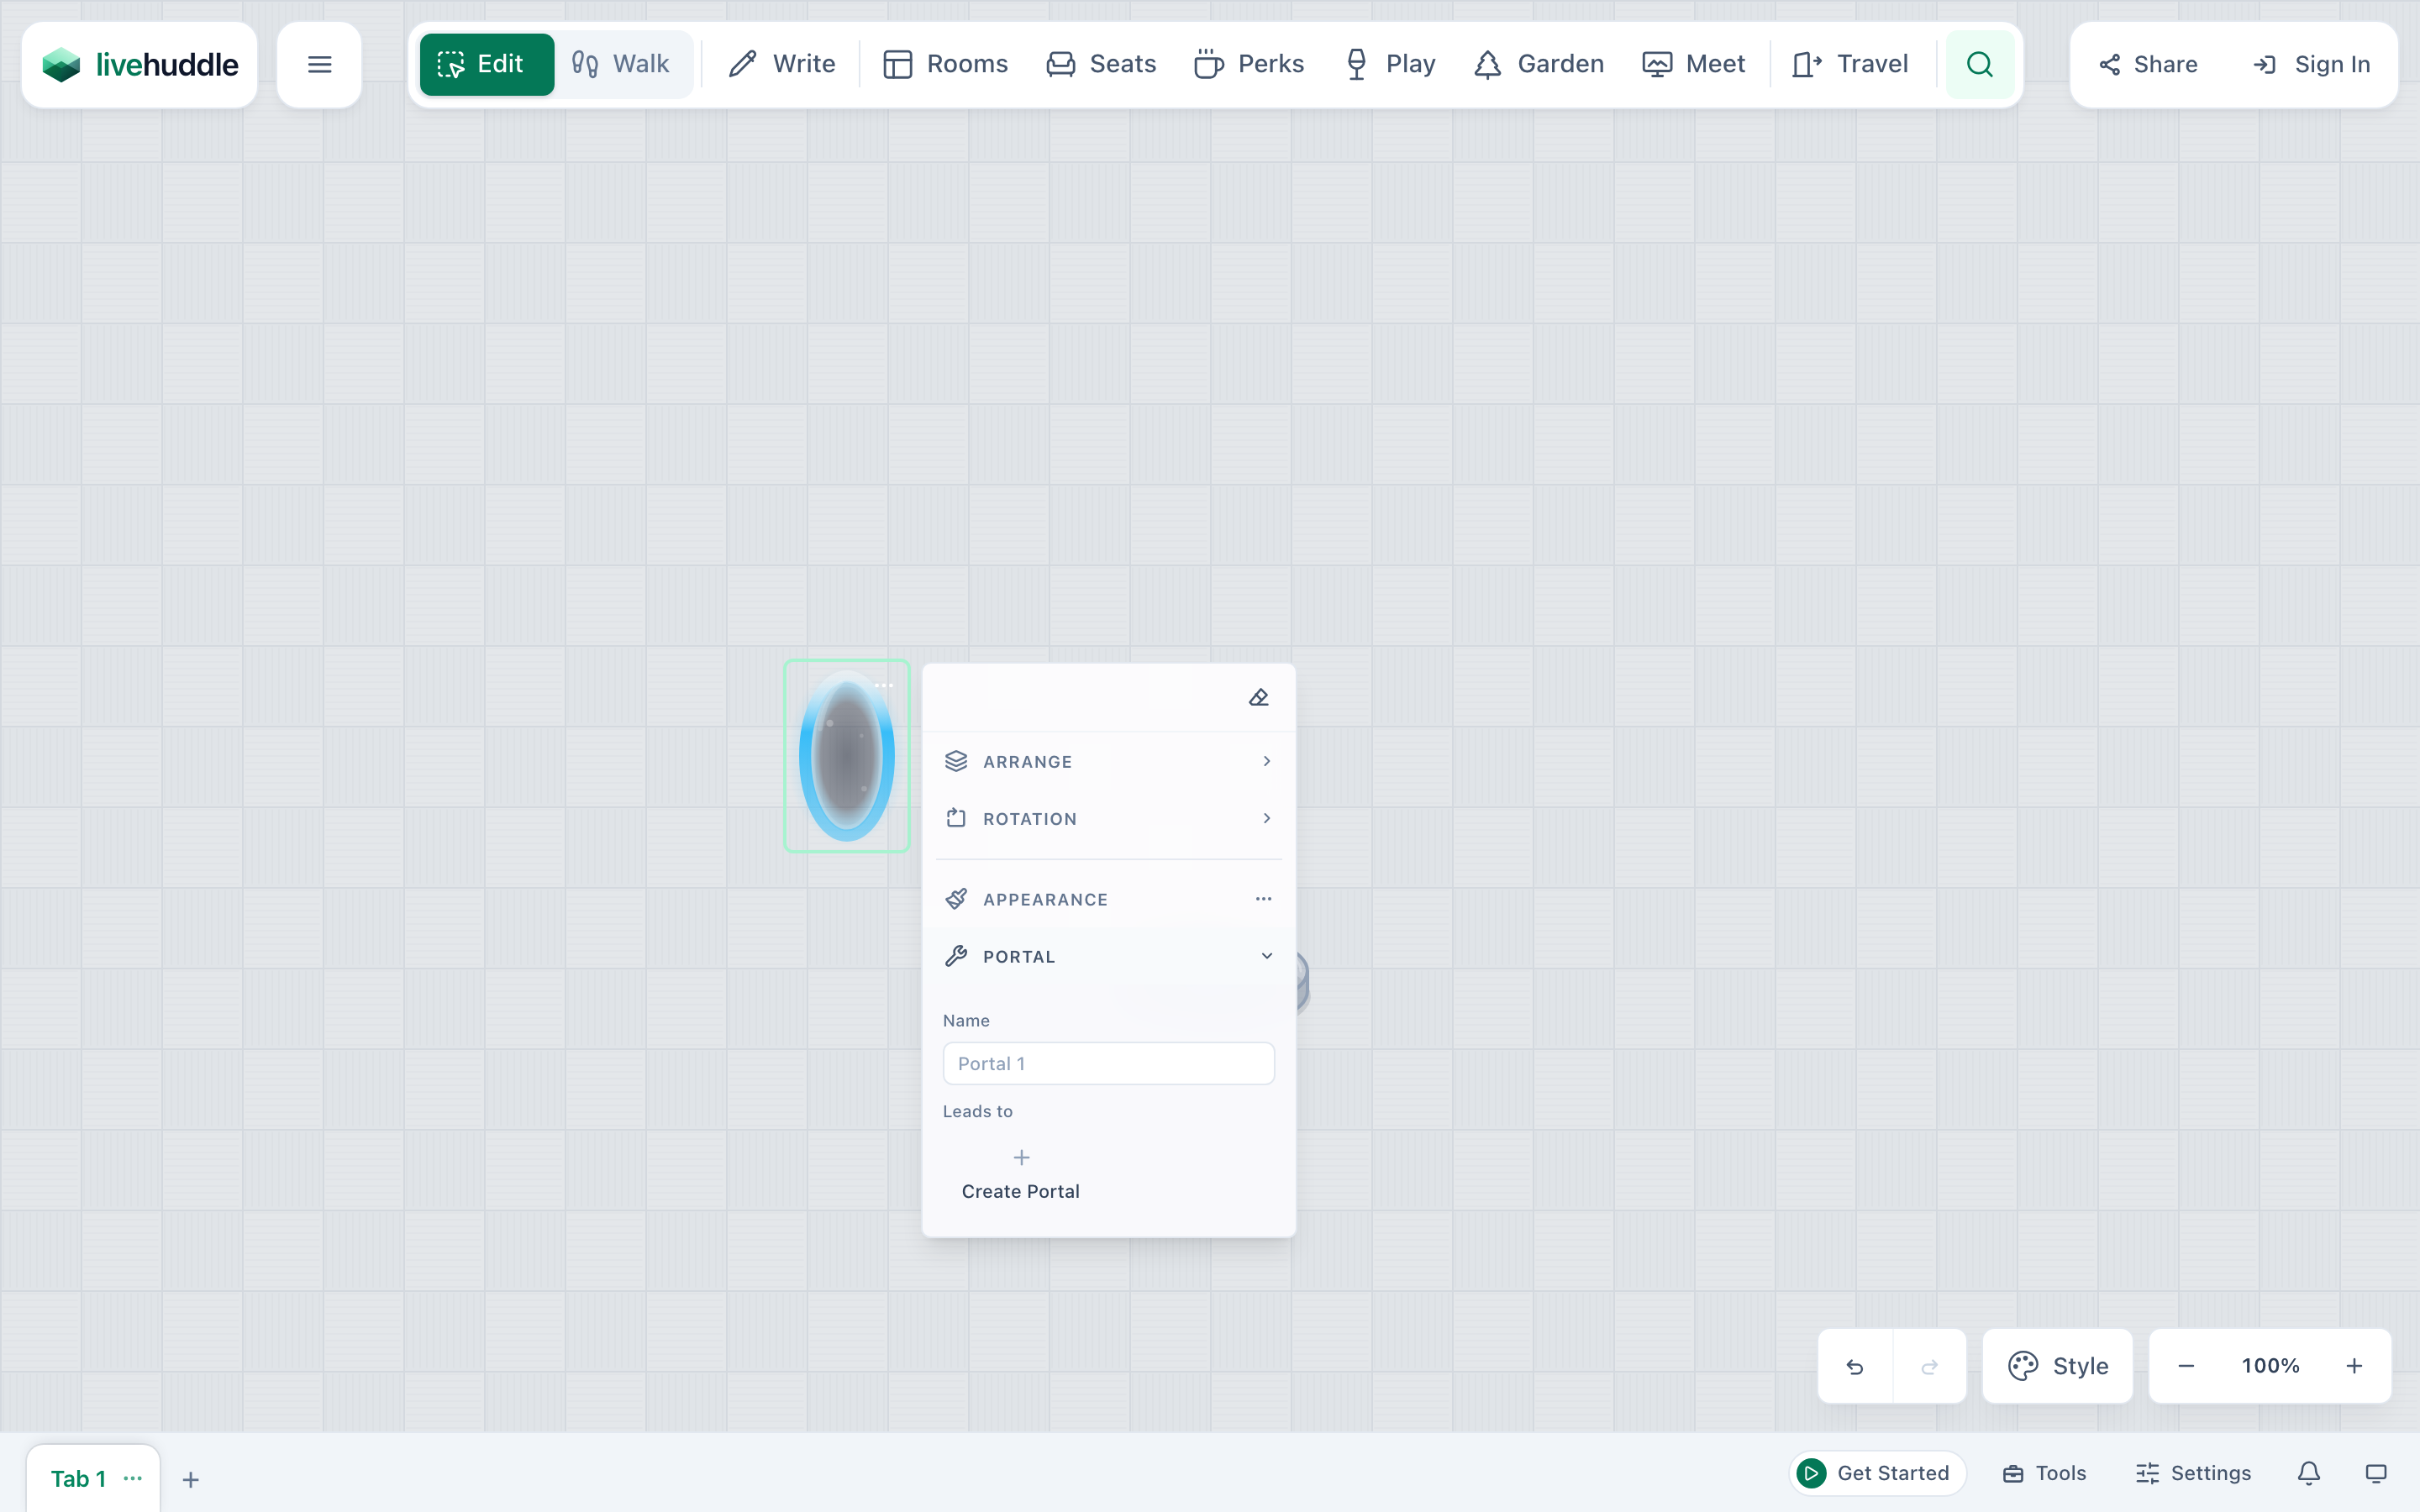 livehuddle
Edit
Walk
Write
Rooms
Seats
Perks
Play
Garden
Meet
Travel
Share
Sign In
ARRANGE
ROTATION
APPEARANCE
PORTAL
Name
Portal 1
Leads to
Create Portal
Style
100%
Tab 1
Get Started
Tools
Settings